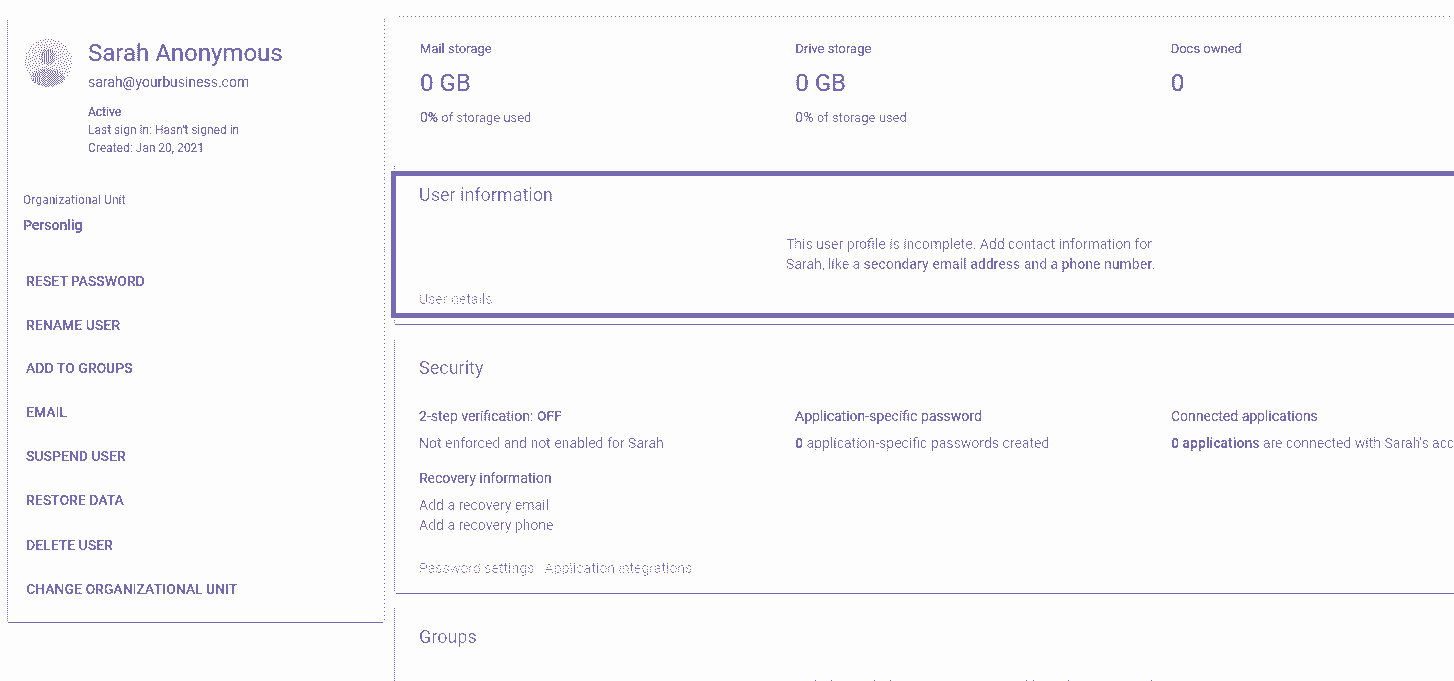 Sarah Anonymous
sarah@yourbusiness.com
Active
Last sign in: Hasn't signed in
Created: Jan 20, 2021
Organizational Unit
Personlig
RESET PASSWORD
RENAME USER
ADD TO GROUPS
EMAIL
SUSPEND USER
RESTORE DATA
DELETE USER
CHANGE ORGANIZATIONAL UNIT
Mail storage
0 GB
0% of storage used
Drive storage
0 GB
0% of storage used
Docs owned
0
User information
This user profile is incomplete. Add contact information for
Sarah, like a secondary email address and a phone number.
User details
Security
2-step verification: OFF
Not enforced and not enabled for Sarah
Application-specific password
0 application-specific passwords created
Connected applications
0 applications are connected with Sarah's acc
Recovery information
Add a recovery email
Add a recovery phone
Password settings Application integrations
Groups